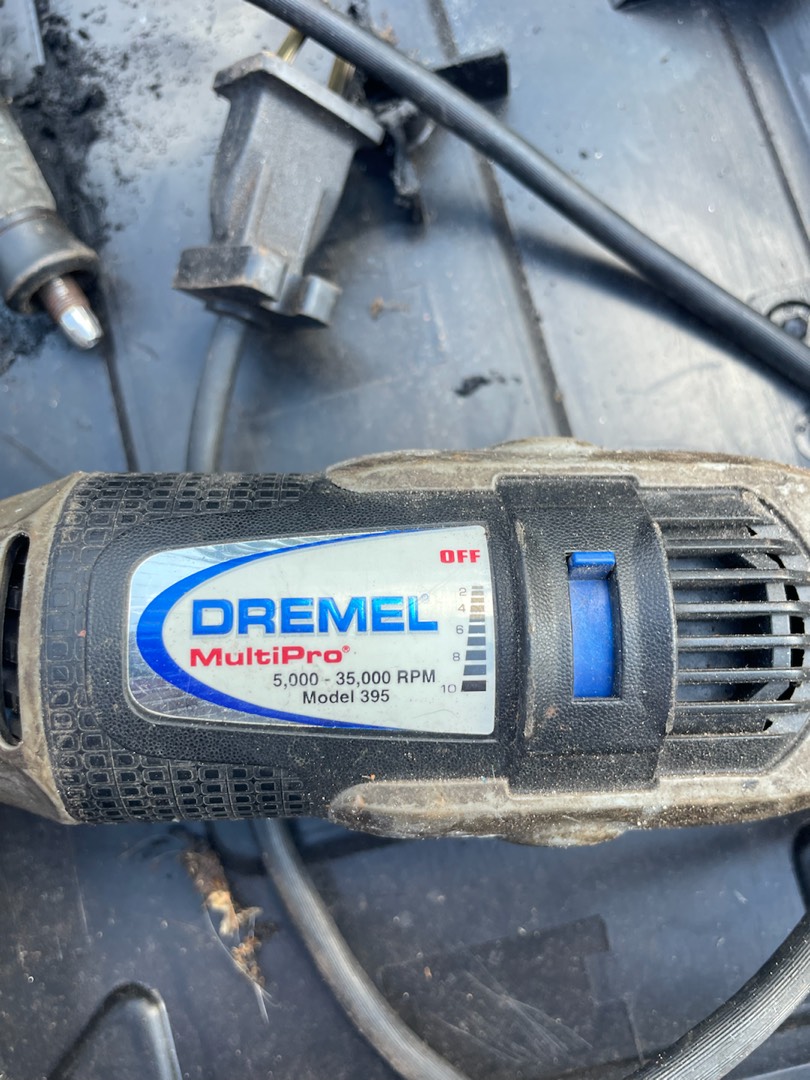 OFF
DREMEL
MultiPro®
5,000 - 35,000 RPM
Model 395
2
4
6
8
10